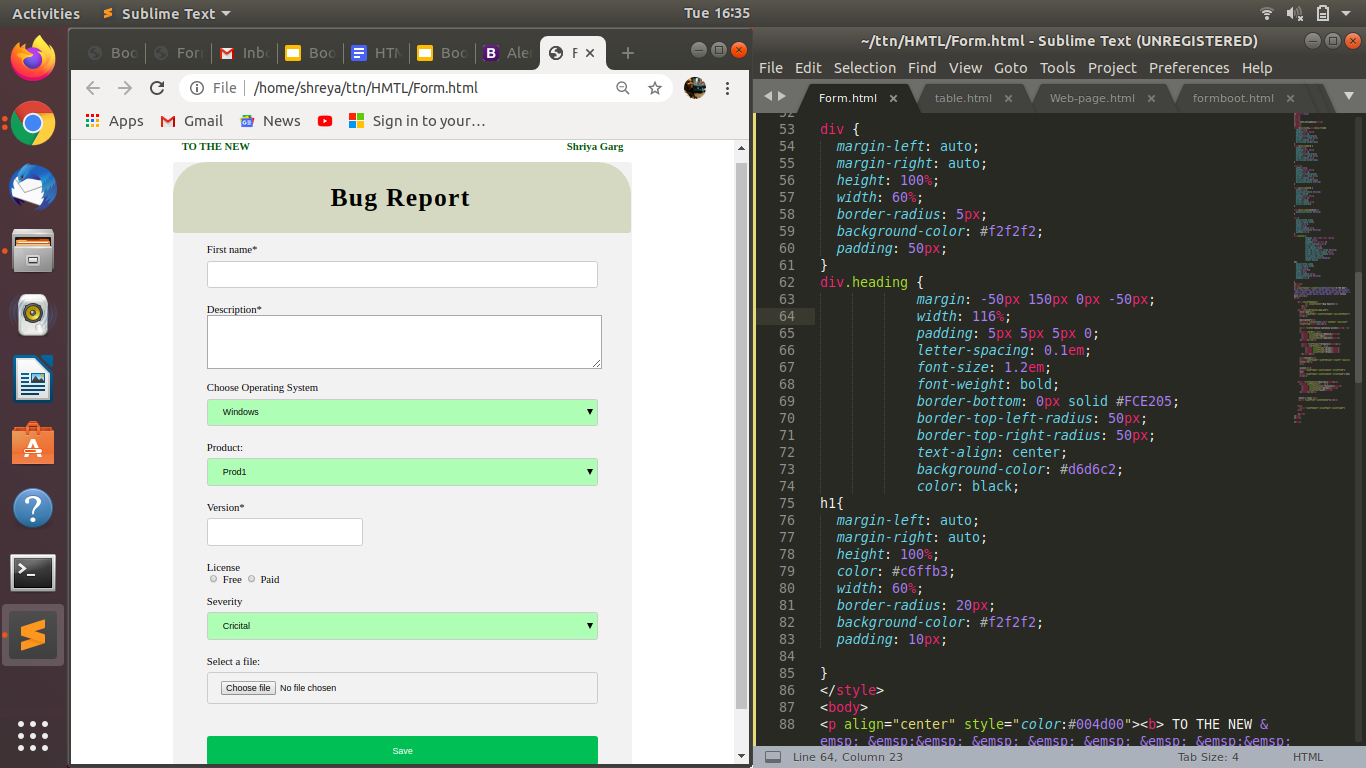 Activities
Sublime Text
Tue 16:35
Boo
For
Inb
Boo
HTM
Boo
B
Ale
F
File
/home/shreya/ttn/HMTL/Form.html
Apps
Gmail
News
Sign in to your…
TO THE NEW
Shriya Garg
Bug Report
First name*
Description*
Choose Operating System
Windows
Product:
Prod1
Version*
License
Free Paid
Severity
Cricital
Select a file:
Choose file No file chosen
Save
~/ttn/HMTL/Form.html - Sublime Text (UNREGISTERED)
File Edit Selection Find View Goto Tools Project Preferences Help
Form.html
table.html
Web-page.html
formboot.html
52
53 div {
54 margin-left: auto;
55 margin-right: auto;
56 height: 100%;
57 width: 60%;
58 border-radius: 5px;
59 background-color: #f2f2f2;
60 padding: 50px;
61 }
62 div.heading {
63 margin: -50px 150px 0px -50px;
64 width: 116%;
65 padding: 5px 5px 5px 0;
66 letter-spacing: 0.1em;
67 font-size: 1.2em;
68 font-weight: bold;
69 border-bottom: 0px solid #FCE205;
70 border-top-left-radius: 50px;
71 border-top-right-radius: 50px;
72 text-align: center;
73 background-color: #d6d6c2;
74 color: black;
75 h1{
76 margin-left: auto;
77 margin-right: auto;
78 height: 100%;
79 color: #c6ffb3;
80 width: 60%;
81 border-radius: 20px;
82 background-color: #f2f2f2;
83 padding: 10px;
84
85 }
86 </style>
87 <body>
88 <p align="center" style="color:#004d00"><b> TO THE NEW &
emsp; &emsp;&emsp; &emsp; &emsp; &emsp; &emsp;&emsp;
Line 64, Column 23
Tab Size: 4
HTML